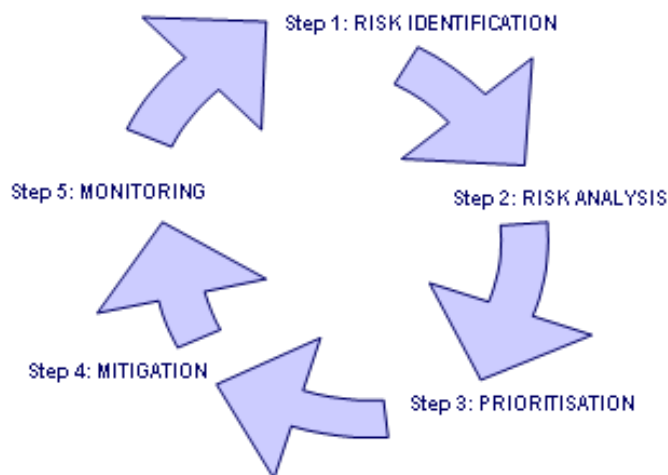 Step 1: RISK IDENTIFICATION
Step 2: RISK ANALYSIS
Step 3: PRIORITISATION
Step 4: MITIGATION
Step 5: MONITORING